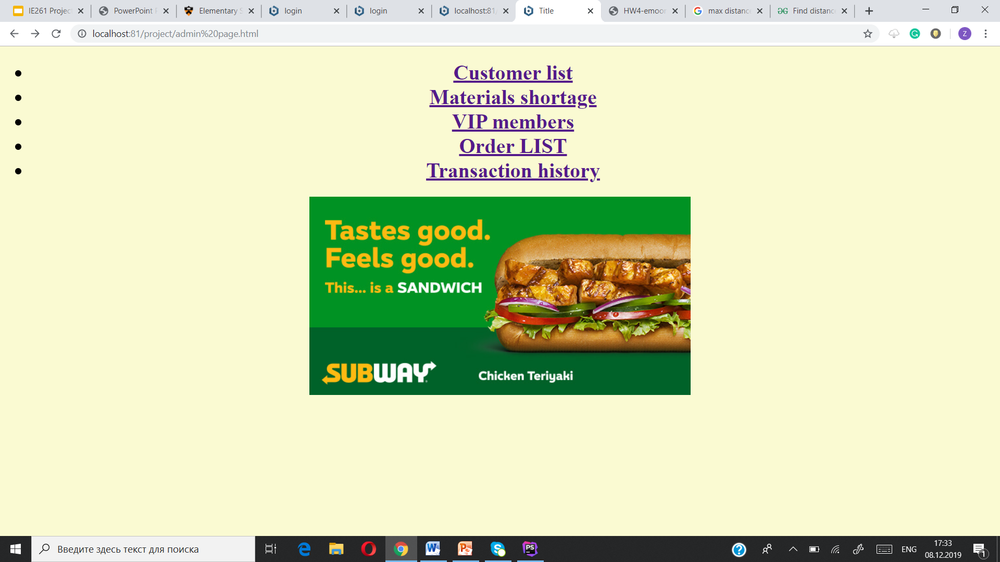 IE261 Projec
PowerPoint F
Elementary S
login
login
localhost:81/
Title
HW4-emoor
max distanc
Find distanc
localhost:81/project/admin%20page.html
Z
Customer list
Materials shortage
VIP members
Order LIST
Transaction history
Tastes good.
Feels good.
This... is a SANDWICH
SUBWAY
Chicken Teriyaki
Введите здесь текст для поиска
ENG
17:33
08.12.2019
1